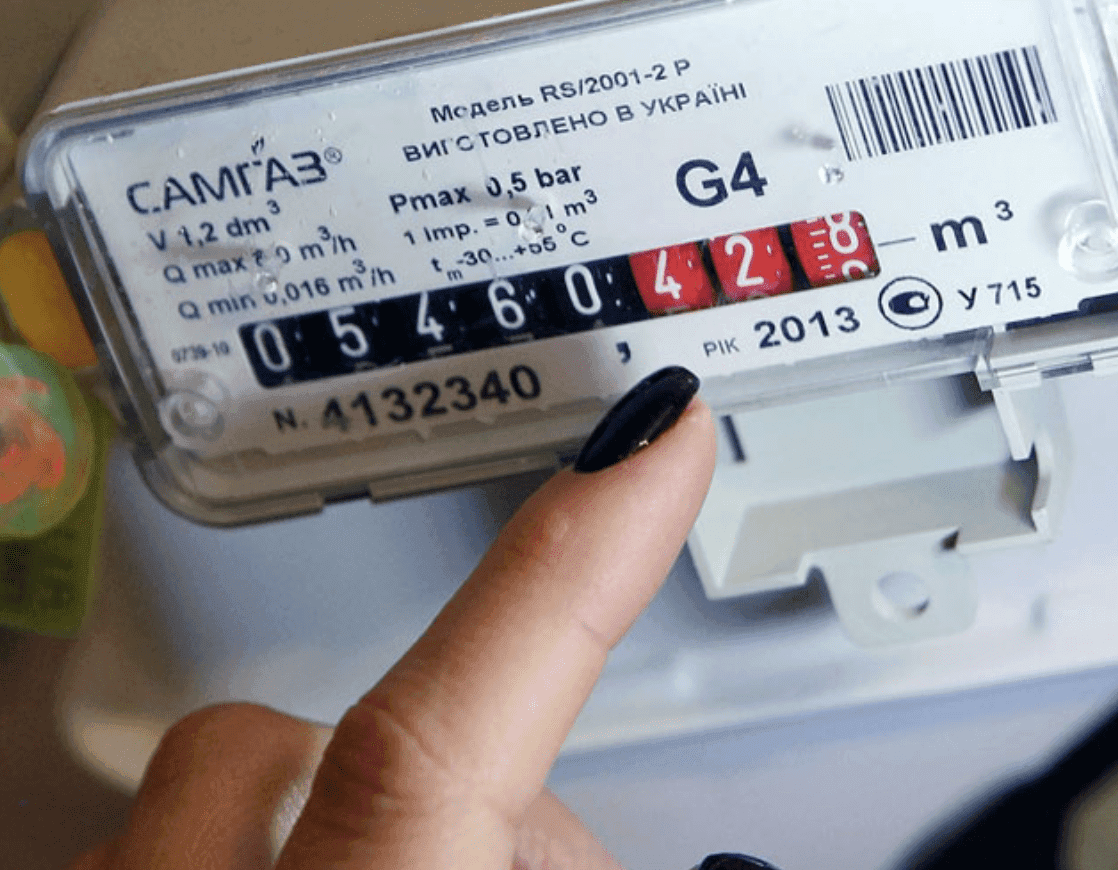 Модель RS/2001-2 Р
ВИГОТОВЛЕНО В УКРАЇНІ
САМГАЗ®
V 1,2 dm³
Q max m³/h
Q min 0,016 m³/h
Pmax 0,5 bar
1 Imp. = m³
tm-30...+55°C
G4
0 5 4 6 0 4 2 8
m³
,
N. 4132340
РІК 2013
У 715